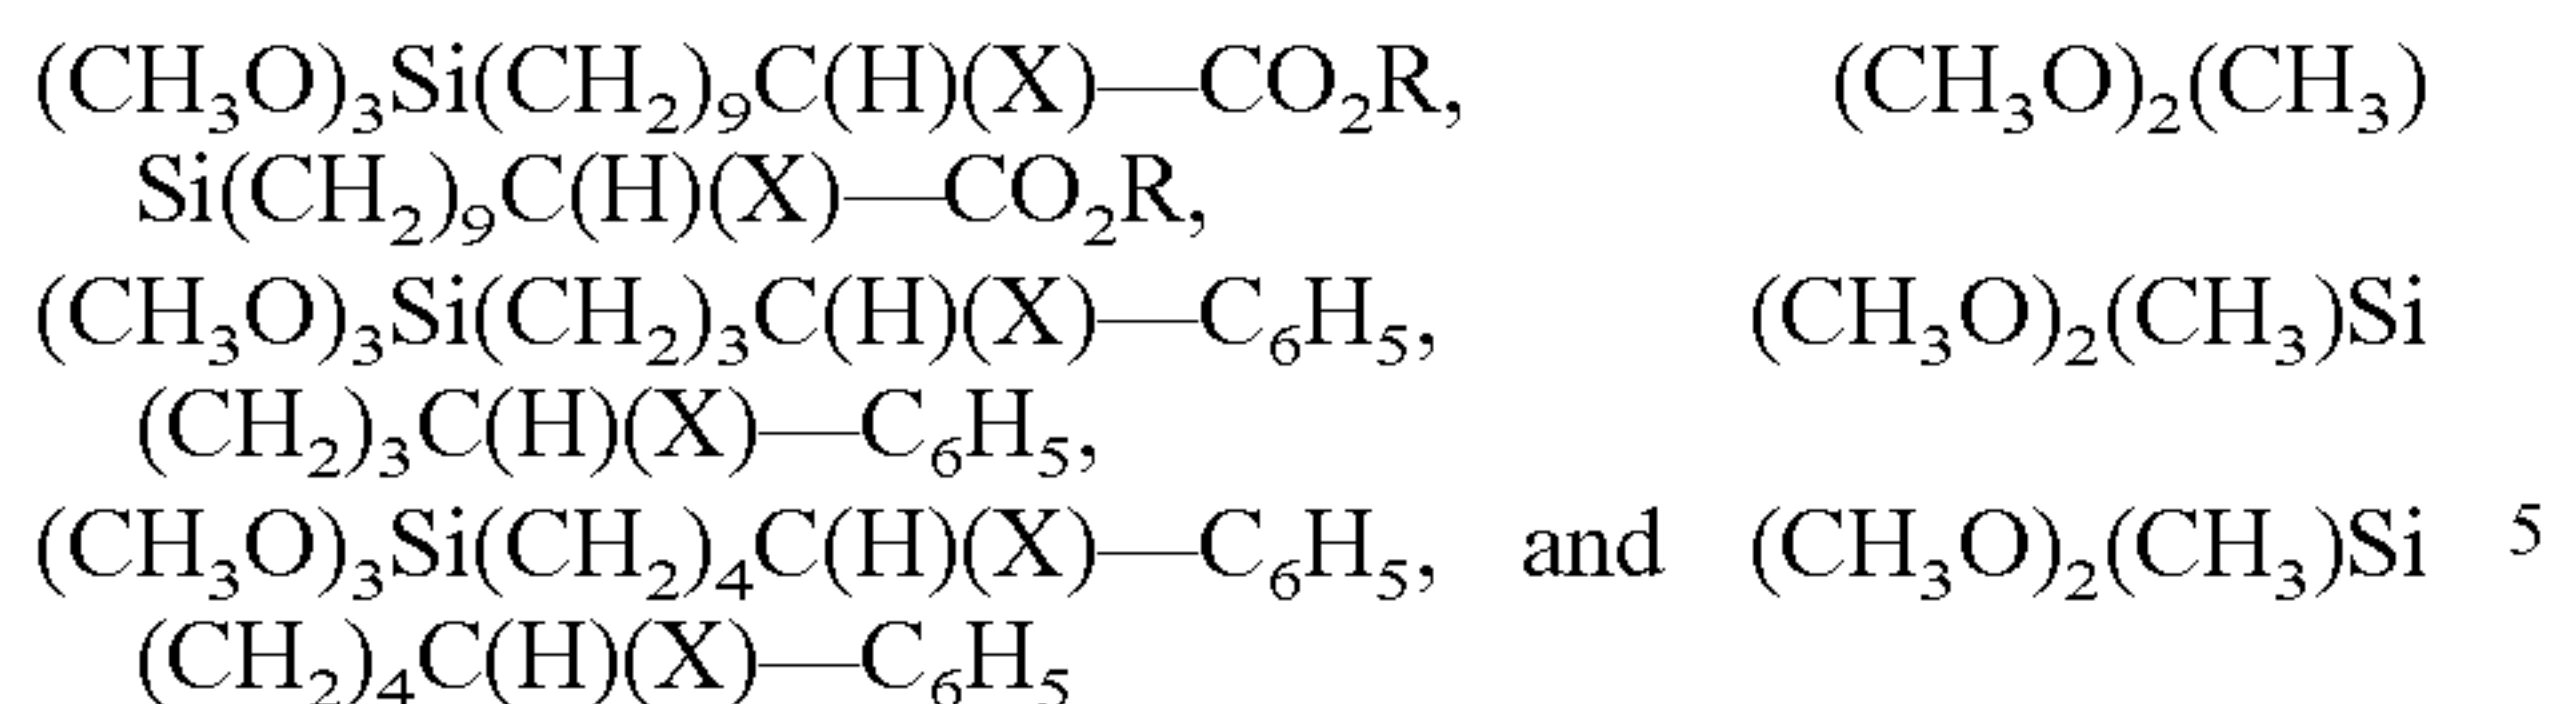 (CH₃O)₃Si(CH₂)₉C(H)(X)—CO₂R, (CH₃O)₂(CH₃)
Si(CH₂)₉C(H)(X)—CO₂R,
(CH₃O)₃Si(CH₂)₃C(H)(X)—C₆H₅, (CH₃O)₂(CH₃)Si
(CH₂)₃C(H)(X)—C₆H₅,
(CH₃O)₃Si(CH₂)₄C(H)(X)—C₆H₅, and (CH₃O)₂(CH₃)Si 5
(CH₂)₄C(H)(X)—C₆H₅